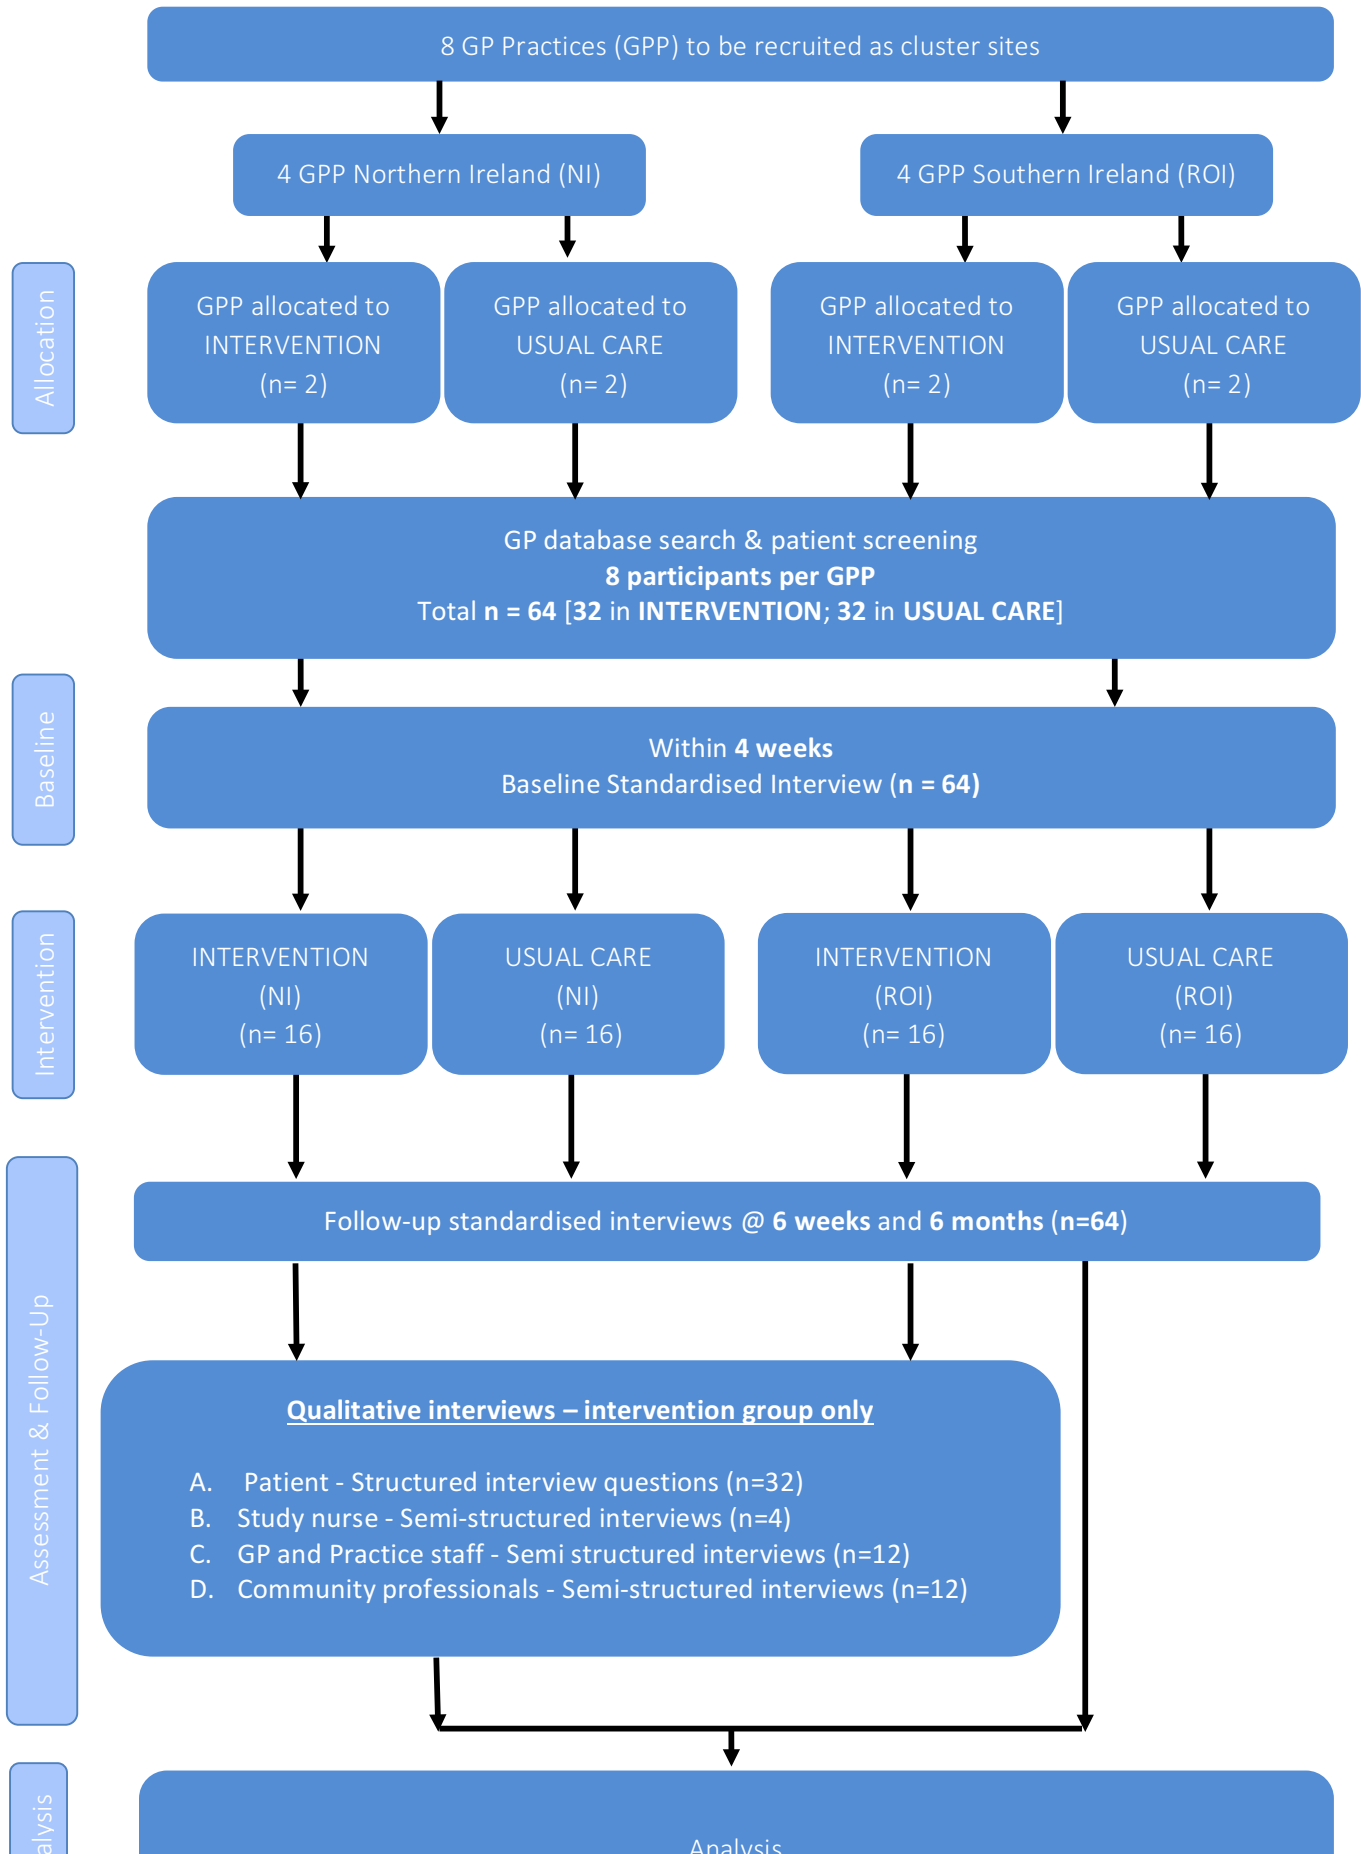 8 GP Practices (GPP) to be recruited as cluster sites
4 GPP Northern Ireland (NI)
4 GPP Southern Ireland (ROI)
Allocation
GPP allocated to
INTERVENTION
(n= 2)
GPP allocated to
USUAL CARE
(n= 2)
GPP allocated to
INTERVENTION
(n= 2)
GPP allocated to
USUAL CARE
(n= 2)
GP database search & patient screening
8 participants per GPP
Total n = 64 [32 in INTERVENTION; 32 in USUAL CARE]
Baseline
Within 4 weeks
Baseline Standardised Interview (n = 64)
Intervention
INTERVENTION
(NI)
(n= 16)
USUAL CARE
(NI)
(n= 16)
INTERVENTION
(ROI)
(n= 16)
USUAL CARE
(ROI)
(n= 16)
Assessment & Follow-Up
Follow-up standardised interviews @ 6 weeks and 6 months (n=64)
Qualitative interviews – intervention group only
A. Patient - Structured interview questions (n=32)
B. Study nurse - Semi-structured interviews (n=4)
C. GP and Practice staff - Semi structured interviews (n=12)
D. Community professionals - Semi-structured interviews (n=12)
alysis
Analysis